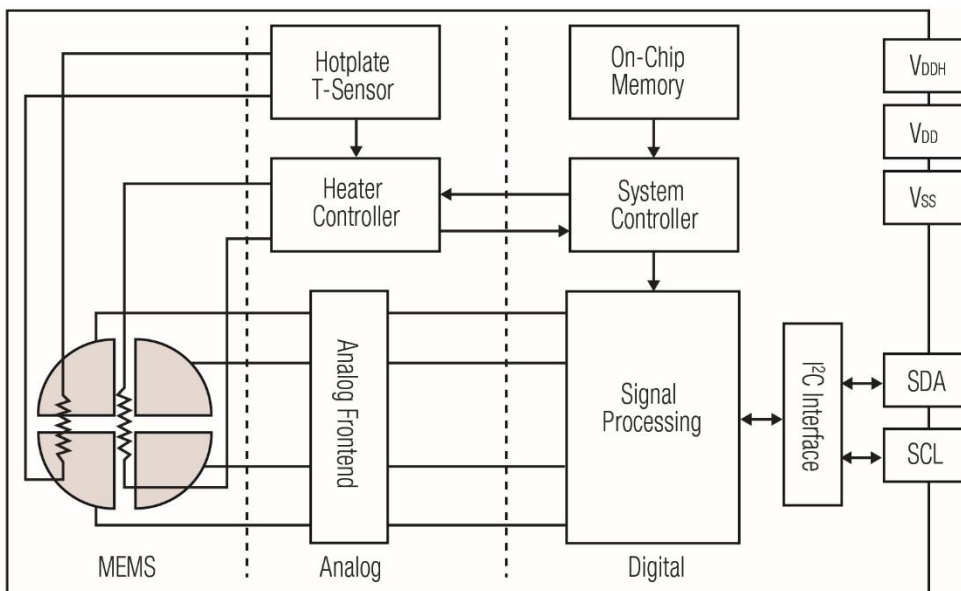 Hotplate
T-Sensor
On-Chip
Memory
VDDH
VDD
VSS
Heater
Controller
System
Controller
Analog Frontend
Signal
Processing
I²C Interface
SDA
SCL
MEMS
Analog
Digital